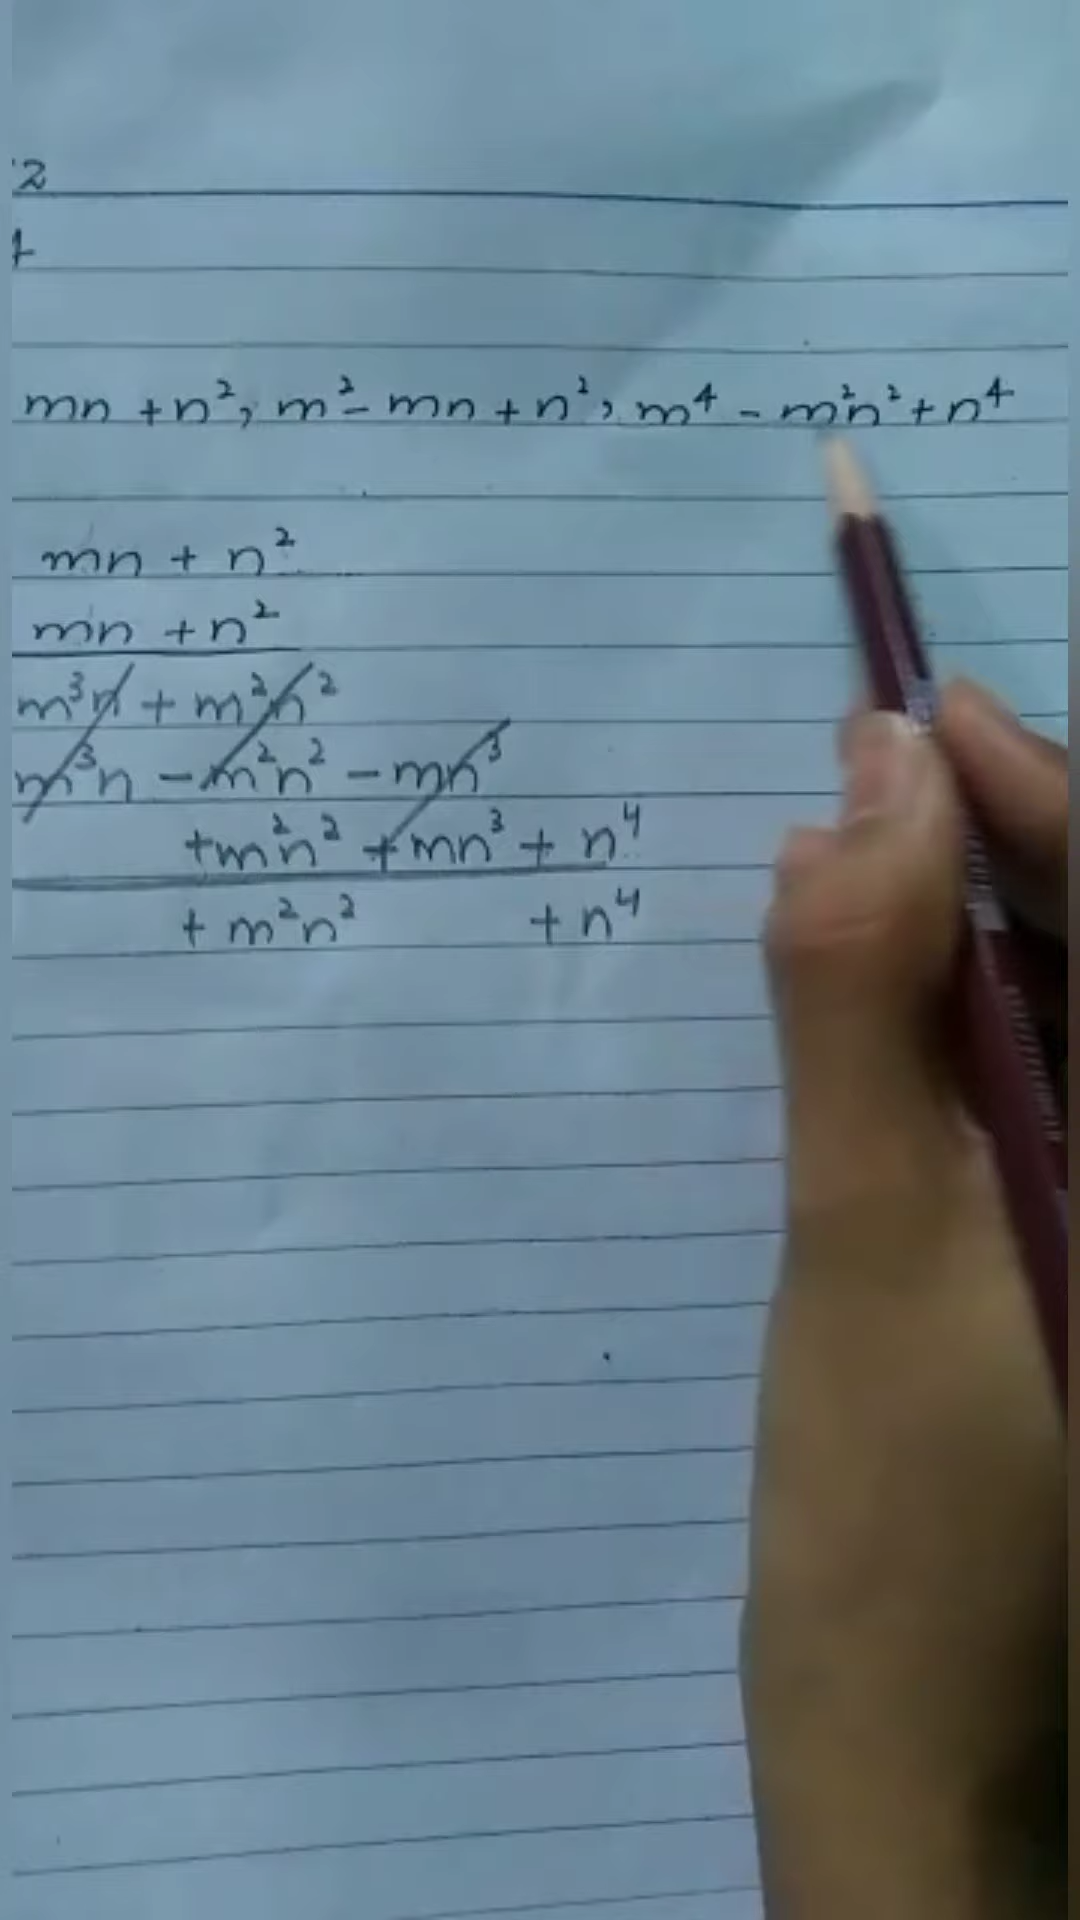 2
mn + n², m² - mn + n², m⁴ - m²n² + n⁴
mn + n²
mn + n²
m³n + m²n²
m³n - m²n² - mn³
+m²n² + mn³ + n⁴
+ m²n² + n⁴